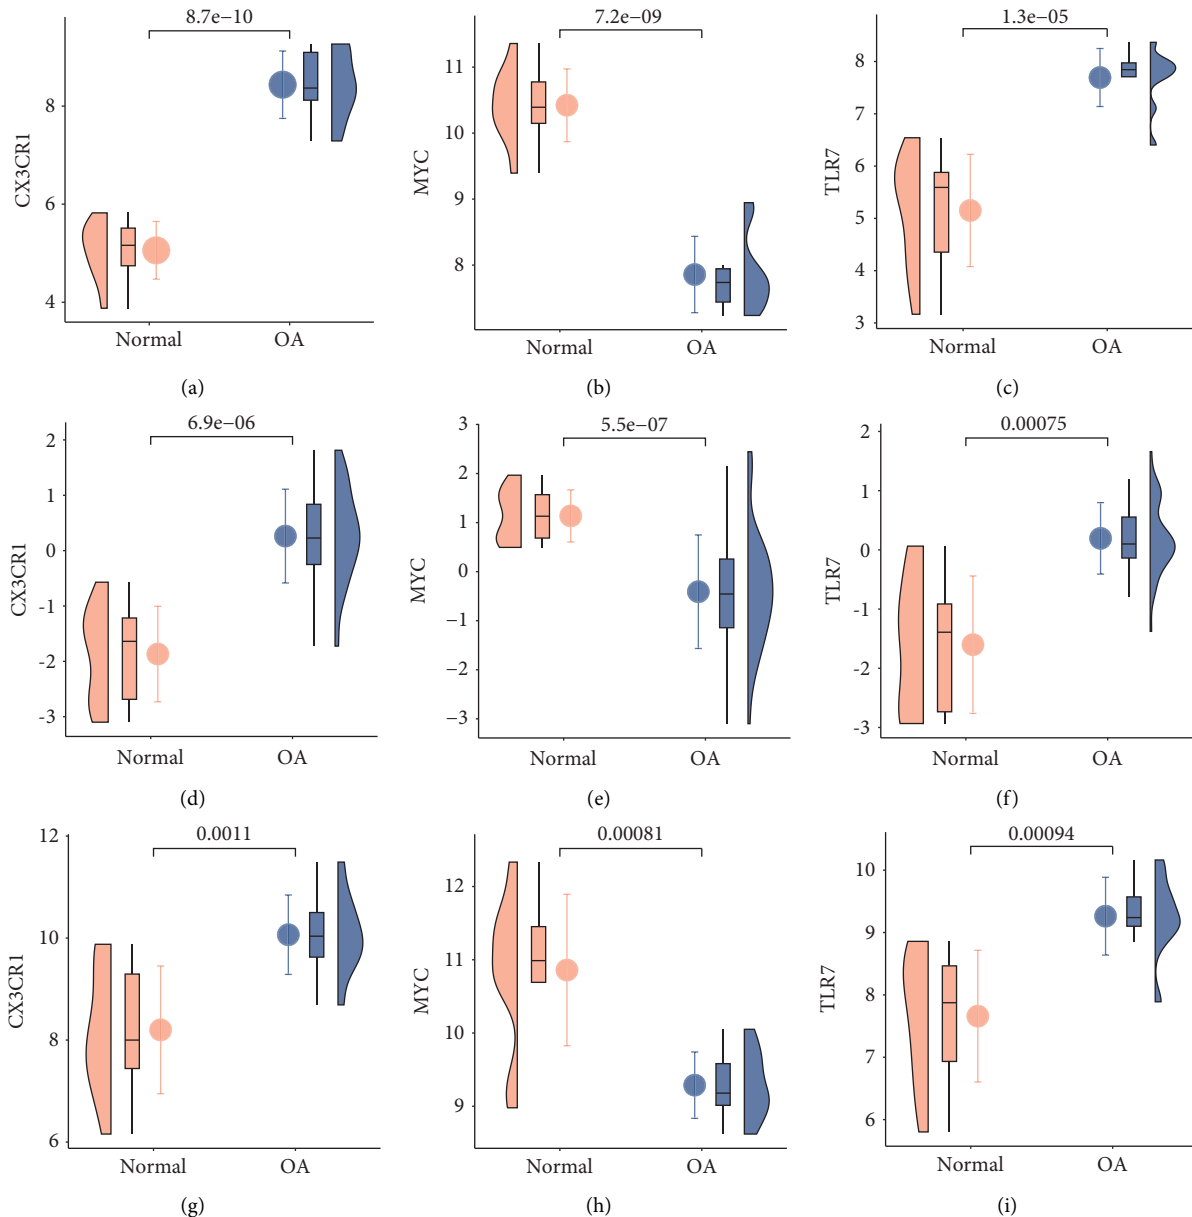 8.7e−10
CX3CR1
8
6
4
Normal OA
(a)
7.2e−09
MYC
11
10
9
8
Normal OA
(b)
1.3e−05
TLR7
8
7
6
5
4
3
Normal OA
(c)
6.9e−06
CX3CR1
2
1
0
-1
-2
-3
Normal OA
(d)
5.5e−07
MYC
3
2
1
0
−1
−2
−3
Normal OA
(e)
0.00075
TLR7
2
1
0
-1
-2
-3
Normal OA
(f)
0.0011
CX3CR1
12
10
8
6
Normal OA
(g)
0.00081
MYC
12
11
10
9
Normal OA
(h)
0.00094
TLR7
10
9
8
7
6
Normal OA
(i)